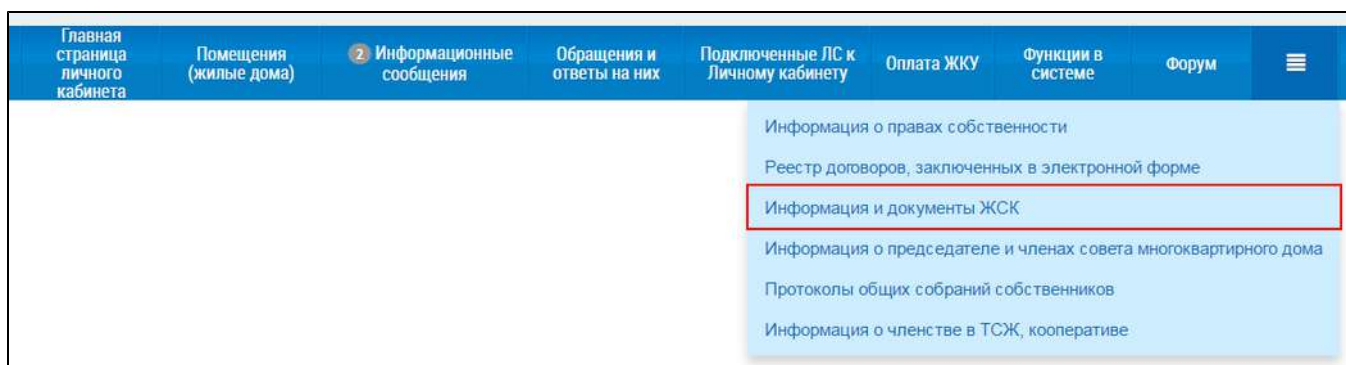 Главная
страница
личного
кабинета
Помещения
(жилые дома)
2 Информационные
сообщения
Обращения и
ответы на них
Подключенные ЛС к
Личному кабинету
Оплата ЖКУ
Функции в
системе
Форум
Информация о правах собственности
Реестр договоров, заключенных в электронной форме
Информация и документы ЖСК
Информация о председателе и членах совета многоквартирного дома
Протоколы общих собраний собственников
Информация о членстве в ТСЖ, кооперативе